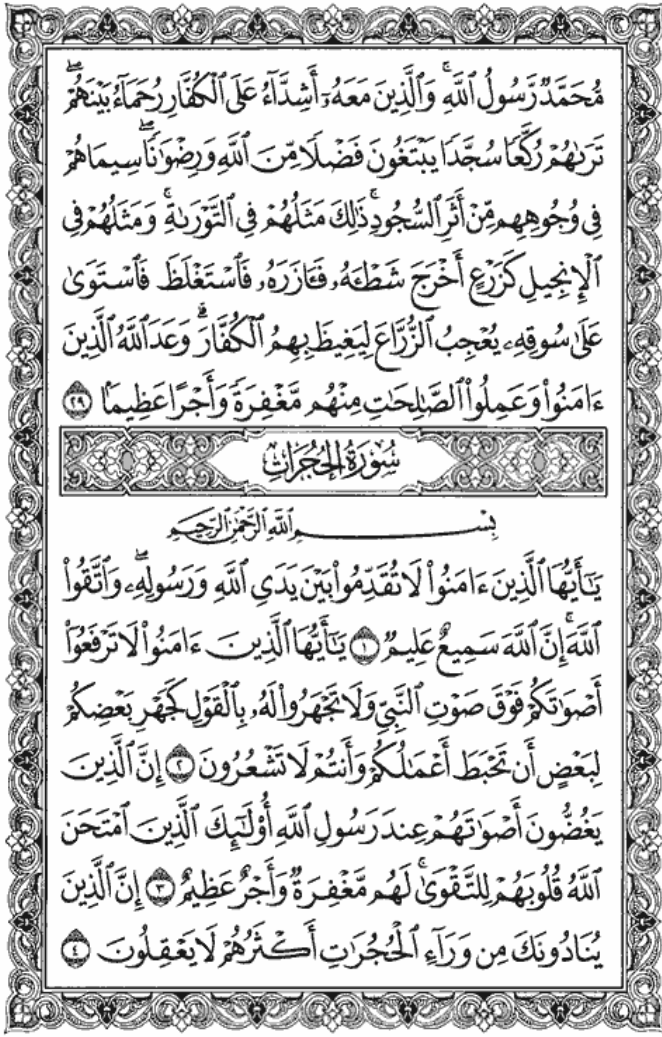 مُّحَمَّدٌ رَّسُولُ ٱللَّهِۚ وَٱلَّذِينَ مَعَهُۥٓ أَشِدَّآءُ عَلَى ٱلْكُفَّارِ رُحَمَآءُ بَيْنَهُمْۖ
تَرَىٰهُمْ رُكَّعًا سُجَّدًا يَبْتَغُونَ فَضْلًا مِّنَ ٱللَّهِ وَرِضْوَٰنًاۖ سِيمَاهُمْ
فِى وُجُوهِهِم مِّنْ أَثَرِ ٱلسُّجُودِۚ ذَٰلِكَ مَثَلُهُمْ فِى ٱلتَّوْرَىٰةِۚ وَمَثَلُهُمْ فِى
ٱلْإِنجِيلِ كَزَرْعٍ أَخْرَجَ شَطْـَٔهُۥ فَـَٔازَرَهُۥ فَٱسْتَغْلَظَ فَٱسْتَوَىٰ
عَلَىٰ سُوقِهِۦ يُعْجِبُ ٱلزُّرَّاعَ لِيَغِيظَ بِهِمُ ٱلْكُفَّارَۗ وَعَدَ ٱللَّهُ ٱلَّذِينَ
ءَامَنُوا۟ وَعَمِلُوا۟ ٱلصَّٰلِحَٰتِ مِنْهُم مَّغْفِرَةً وَأَجْرًا عَظِيمًۢا ٢٩
سُورَةُ الحُجُرَاتِ
بِسْمِ ٱللَّهِ ٱلرَّحْمَٰنِ ٱلرَّحِيمِ
يَٰٓأَيُّهَا ٱلَّذِينَ ءَامَنُوا۟ لَا تُقَدِّمُوا۟ بَيْنَ يَدَىِ ٱللَّهِ وَرَسُولِهِۦۖ وَٱتَّقُوا۟
ٱللَّهَۚ إِنَّ ٱللَّهَ سَمِيعٌ عَلِيمٌ ١ يَٰٓأَيُّهَا ٱلَّذِينَ ءَامَنُوا۟ لَا تَرْفَعُوٓا۟
أَصْوَٰتَكُمْ فَوْقَ صَوْتِ ٱلنَّبِىِّ وَلَا تَجْهَرُوا۟ لَهُۥ بِٱلْقَوْلِ كَجَهْرِ بَعْضِكُمْ
لِبَعْضٍ أَن تَحْبَطَ أَعْمَٰلُكُمْ وَأَنتُمْ لَا تَشْعُرُونَ ٢ إِنَّ ٱلَّذِينَ
يَغُضُّونَ أَصْوَٰتَهُمْ عِندَ رَسُولِ ٱللَّهِ أُو۟لَٰٓئِكَ ٱلَّذِينَ ٱمْتَحَنَ
ٱللَّهُ قُلُوبَهُمْ لِلتَّقْوَىٰۚ لَهُم مَّغْفِرَةٌ وَأَجْرٌ عَظِيمٌ ٣ إِنَّ ٱلَّذِينَ
يُنَادُونَكَ مِن وَرَآءِ ٱلْحُجُرَٰتِ أَكْثَرُهُمْ لَا يَعْقِلُونَ ٤